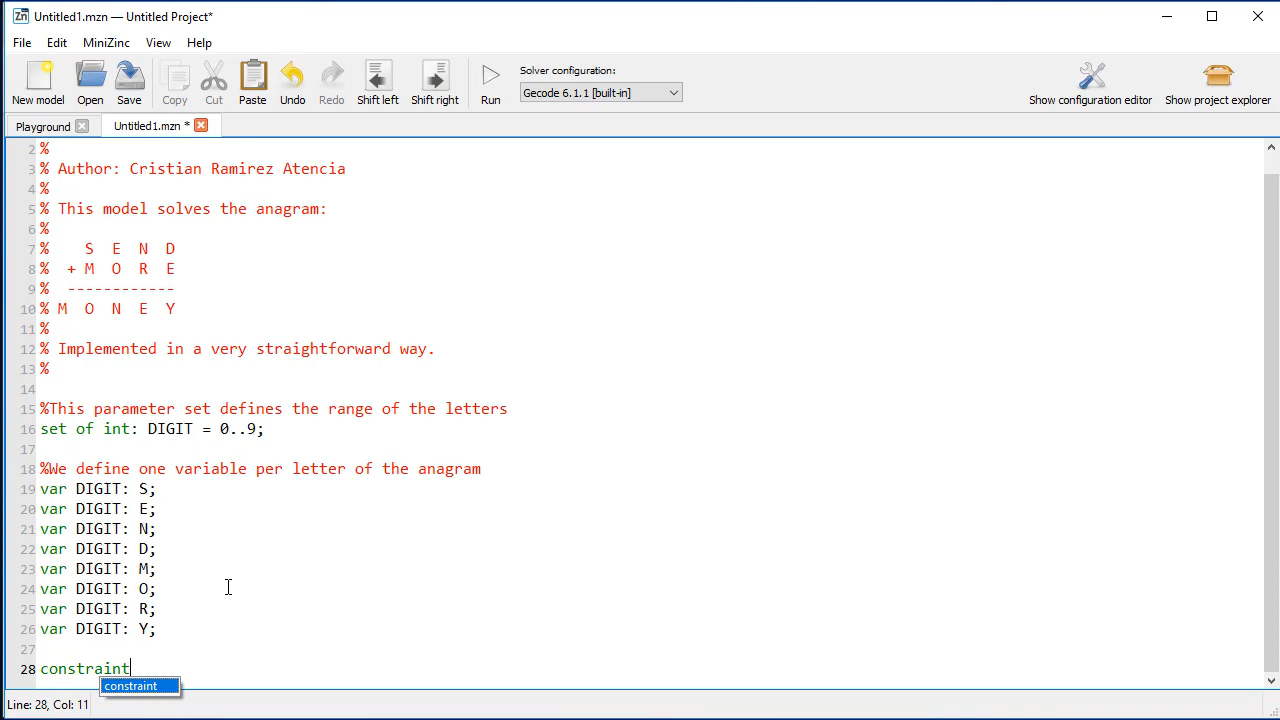 Untitled1.mzn — Untitled Project*
File Edit MiniZinc View Help
New model Open Save Copy Cut Paste Undo Redo Shift left Shift right Run Solver configuration: Gecode 6.1.1 [built-in] Show configuration editor Show project explorer
Playground Untitled1.mzn *
2 %
3 % Author: Cristian Ramirez Atencia
4 %
5 % This model solves the anagram:
6 %
7 % S E N D
8 % + M O R E
9 % ------------
10 % M O N E Y
11 %
12 % Implemented in a very straightforward way.
13 %
14
15 %This parameter set defines the range of the letters
16 set of int: DIGIT = 0..9;
17
18 %We define one variable per letter of the anagram
19 var DIGIT: S;
20 var DIGIT: E;
21 var DIGIT: N;
22 var DIGIT: D;
23 var DIGIT: M;
24 var DIGIT: O;
25 var DIGIT: R;
26 var DIGIT: Y;
27
28 constraint
constraint
Line: 28, Col: 11